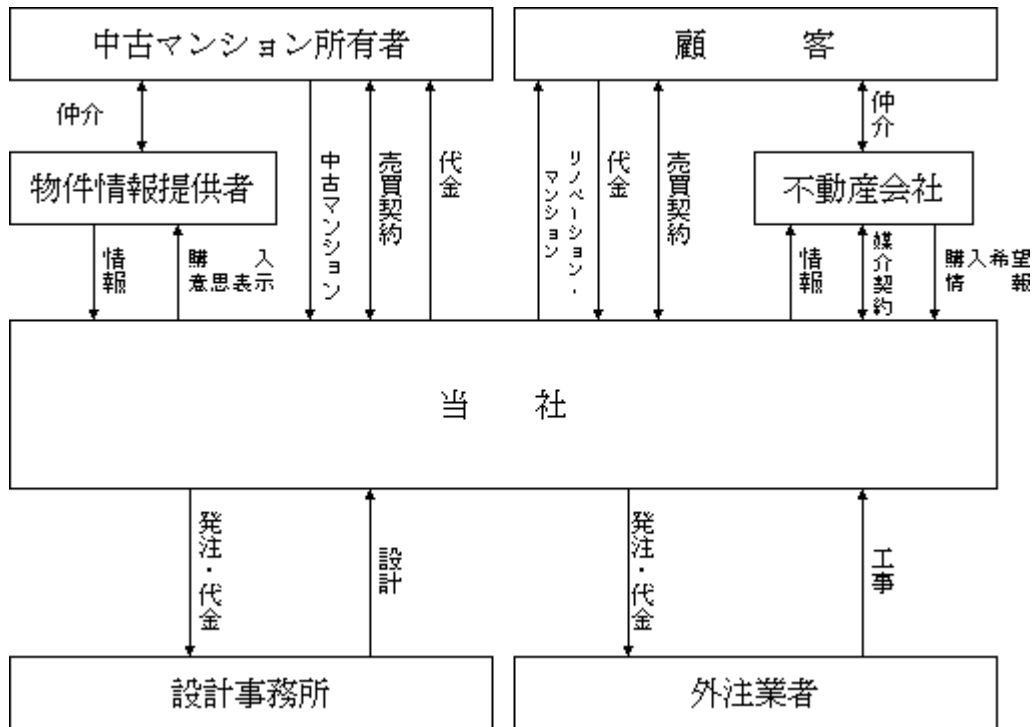 中古マンション所有者
顧　客
仲介
仲介
物件情報提供者
中古マンション
売買契約
代金
リノベーション・
マンション
代金
売買契約
不動産会社
情報
購入
意思表示
情報
媒介契約
購入希望
情報
当　社
発注・代金
設計
発注・代金
工事
設計事務所
外注業者